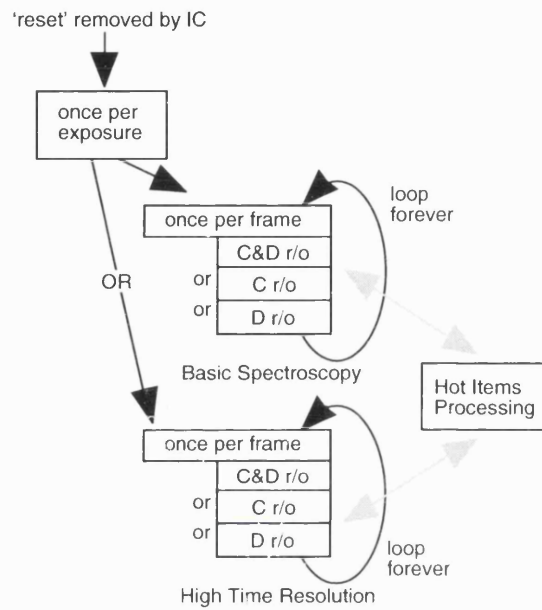 'reset' removed by IC
once per
exposure
loop
forever
once per frame
C&D r/o
OR
or
C r/o
or
D r/o
Basic Spectroscopy
Hot Items
Processing
once per frame
C&D r/o
or
C r/o
or
D r/o
loop
forever
High Time Resolution